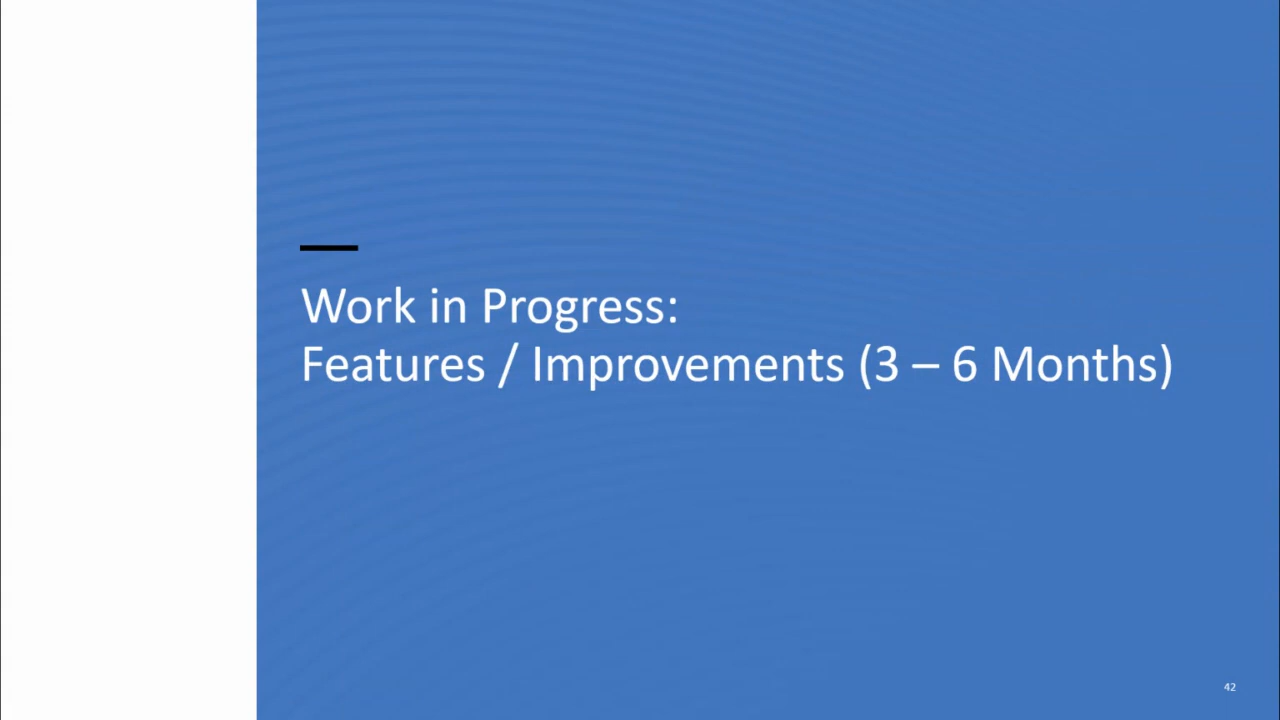 Work in Progress:
Features / Improvements (3 – 6 Months)
42